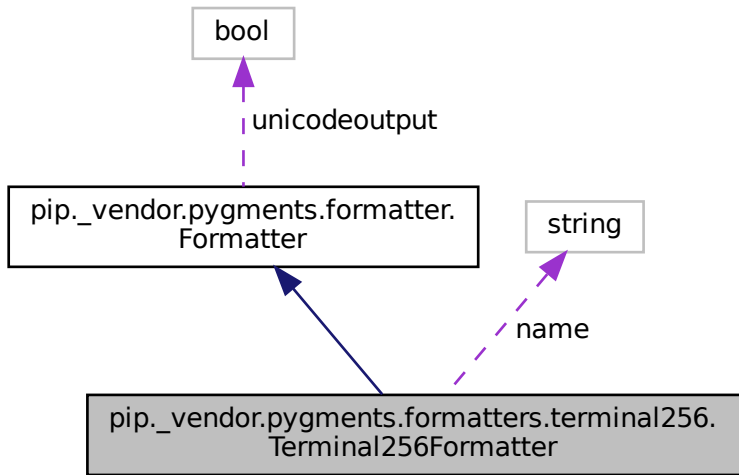 bool
unicodeoutput
pip._vendor.pygments.formatter.
Formatter
string
name
pip._vendor.pygments.formatters.terminal256.
Terminal256Formatter